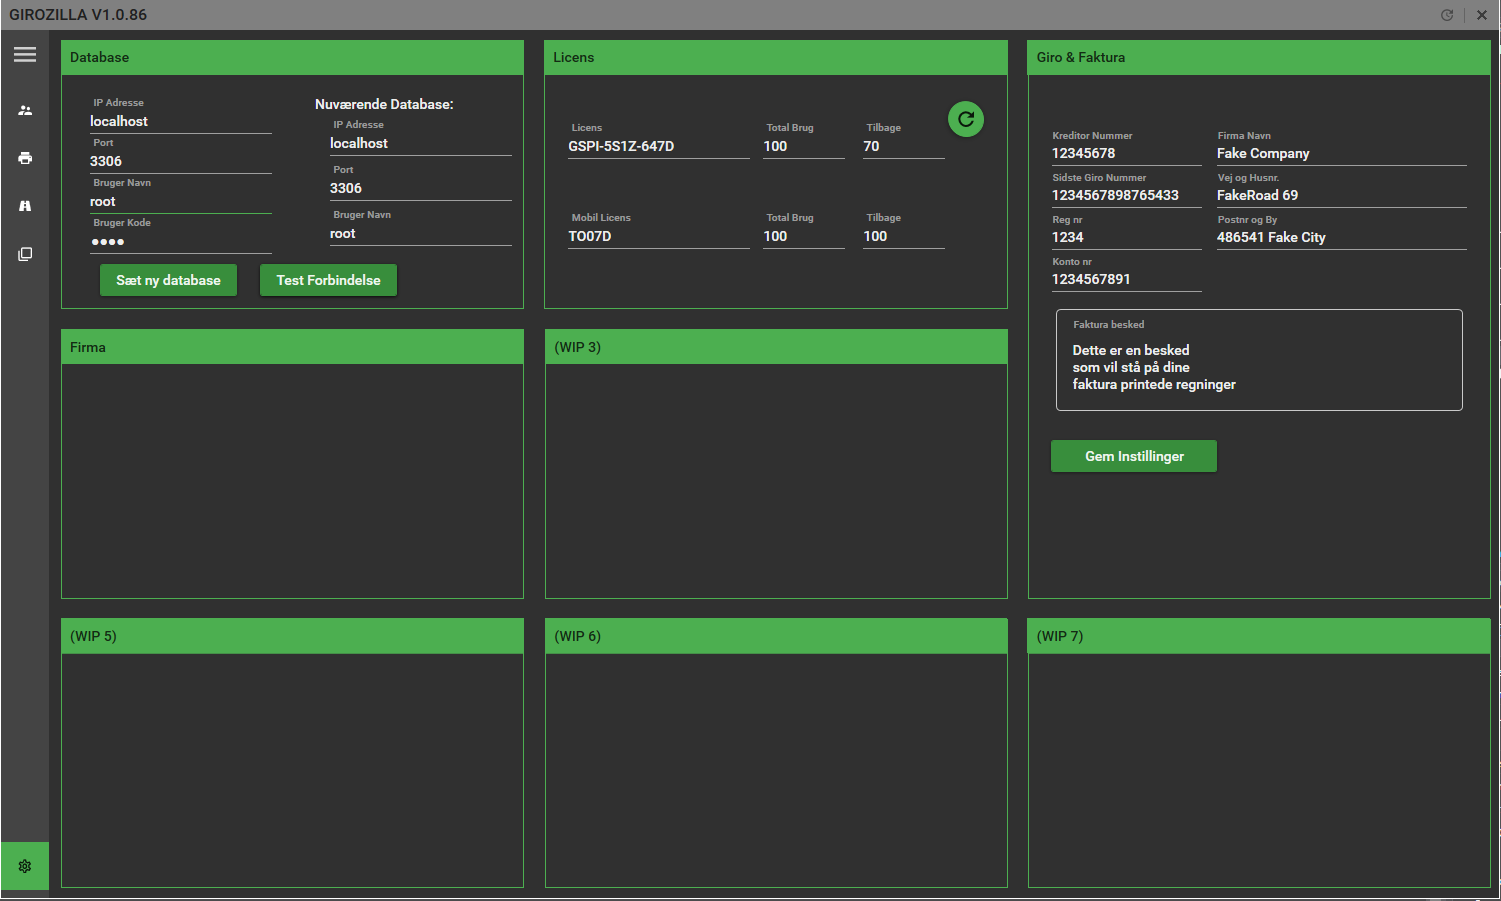 GIROZILLA V1.0.86
Database
IP Adresse
localhost
Port
3306
Bruger Navn
root
Bruger Kode
●●●●
Nuværende Database:
IP Adresse
localhost
Port
3306
Bruger Navn
root
Sæt ny database
Test Forbindelse
Licens
Licens
GSPI-5S1Z-647D
Total Brug
100
Tilbage
70
Mobil Licens
TO07D
Total Brug
100
Tilbage
100
Giro & Faktura
Kreditor Nummer
12345678
Firma Navn
Fake Company
Sidste Giro Nummer
1234567898765433
Vej og Husnr.
FakeRoad 69
Reg nr
1234
Postnr og By
486541 Fake City
Konto nr
1234567891
Faktura besked
Dette er en besked
som vil stå på dine
faktura printede regninger
Gem Instillinger
Firma
(WIP 3)
(WIP 5)
(WIP 6)
(WIP 7)